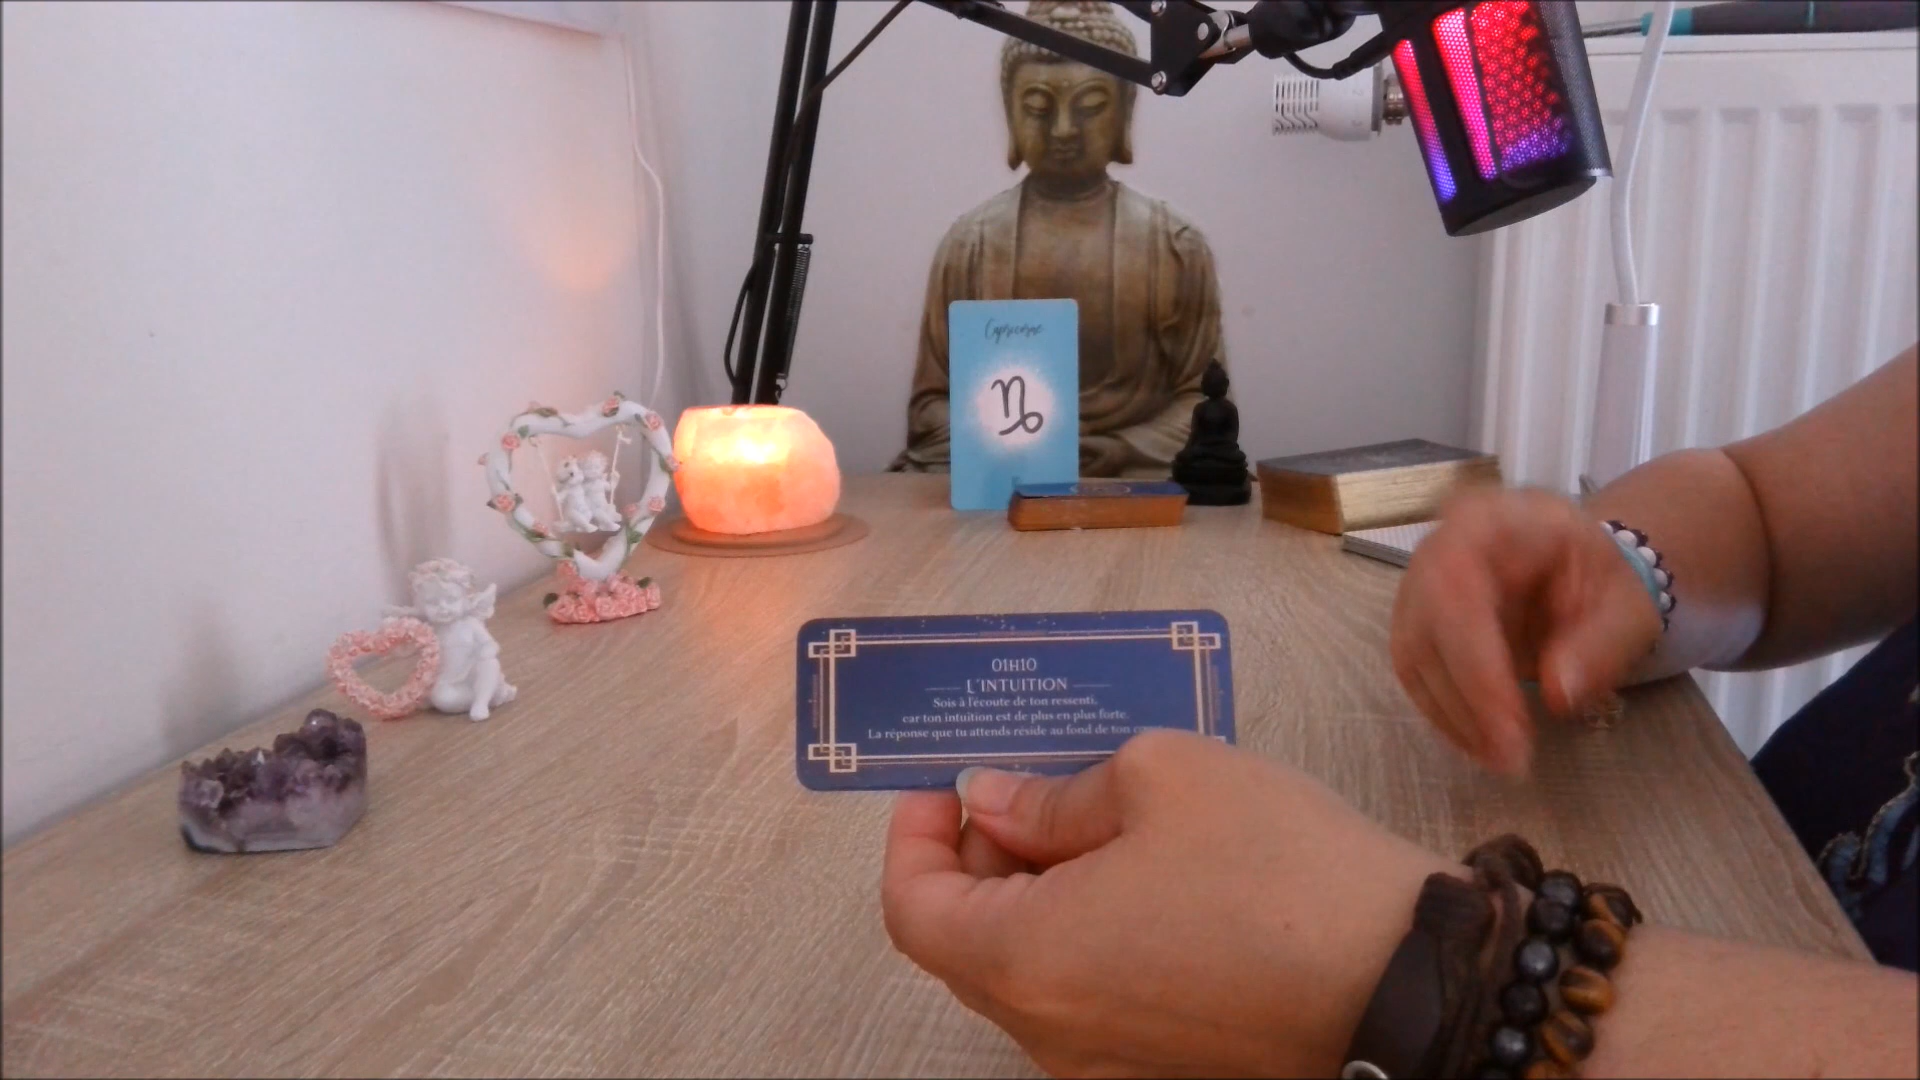 Capricorne
01H10
L'INTUITION
Sois à l'écoute de ton ressenti,
car ton intuition est de plus en plus forte.
La réponse que tu attends réside au fond de ton